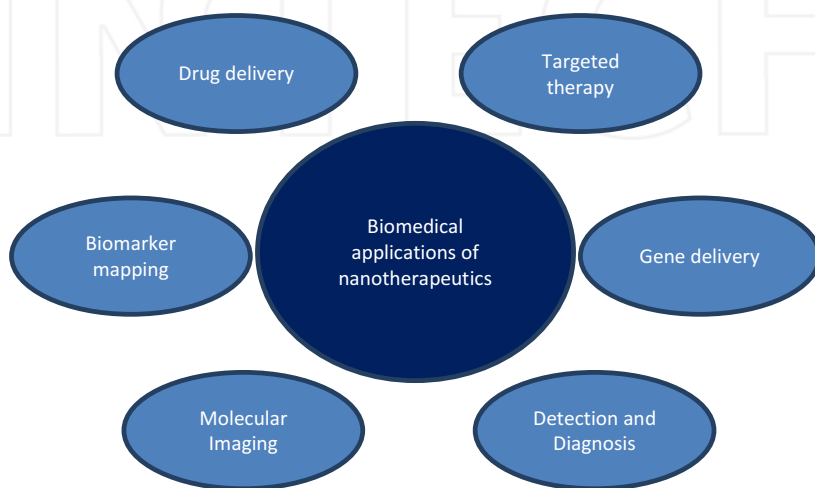 Drug delivery
Targeted
therapy
Biomarker
mapping
Biomedical
applications of
nanotherapeutics
Gene delivery
Molecular
Imaging
Detection and
Diagnosis